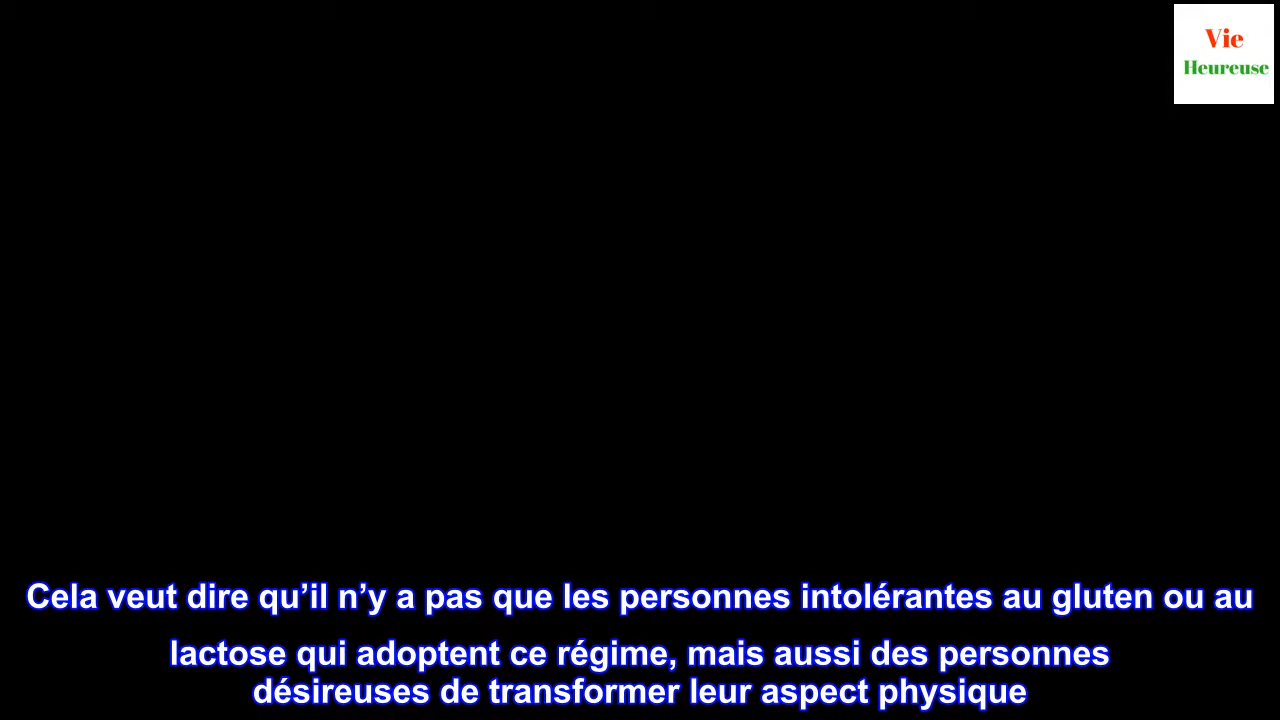 Vie
Heureuse
Cela veut dire qu’il n’y a pas que les personnes intolérantes au gluten ou au
lactose qui adoptent ce régime, mais aussi des personnes
désireuses de transformer leur aspect physique